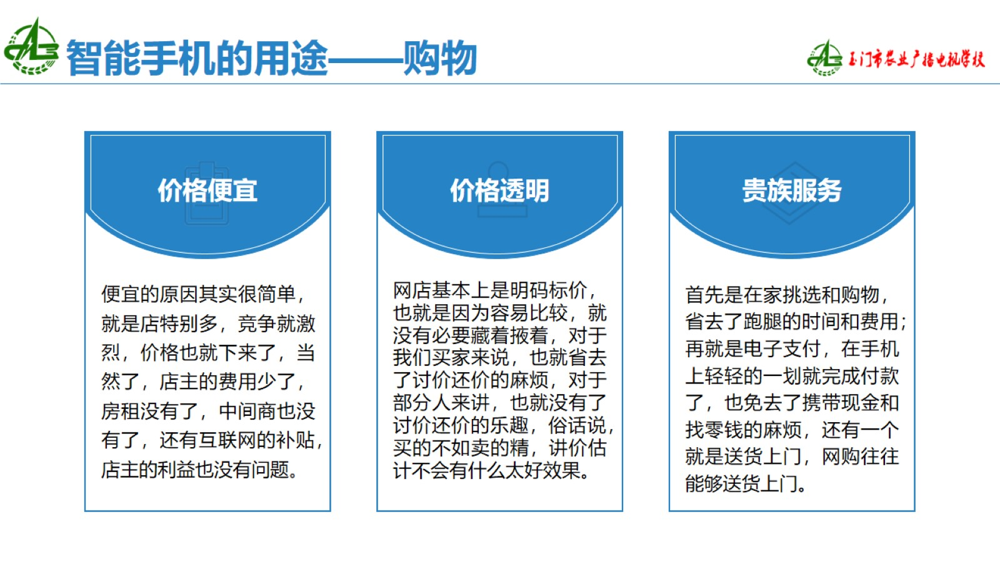 智能手机的用途——购物
玉门市农业广播电视学校
价格便宜
便宜的原因其实很简单，
就是店特别多，竞争就激
烈，价格也就下来了，当
然了，店主的费用少了，
房租没有了，中间商也没
有了，还有互联网的补贴，
店主的利益也没有问题。
价格透明
网店基本上是明码标价，
也就是因为容易比较，就
没有必要藏着掖着，对于
我们买家来说，也就省去
了讨价还价的麻烦，对于
部分人来讲，也就没有了
讨价还价的乐趣，俗话说，
买的不如卖的精，讲价估
计不会有什么太好效果。
贵族服务
首先是在家挑选和购物，
省去了跑腿的时间和费用；
再就是电子支付，在手机
上轻轻的一划就完成付款
了，也免去了携带现金和
找零钱的麻烦，还有一个
就是送货上门，网购往往
能够送货上门。